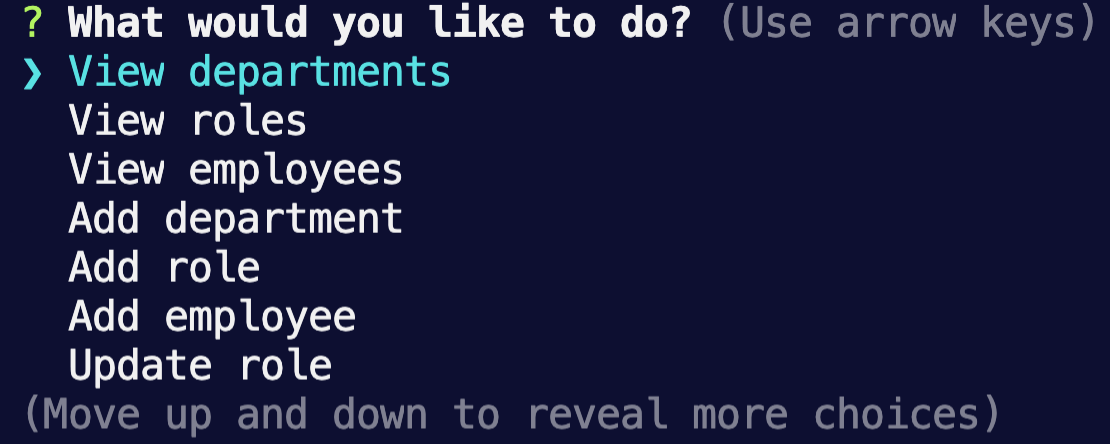 ? What would you like to do? (Use arrow keys)
❯ View departments
View roles
View employees
Add department
Add role
Add employee
Update role
(Move up and down to reveal more choices)